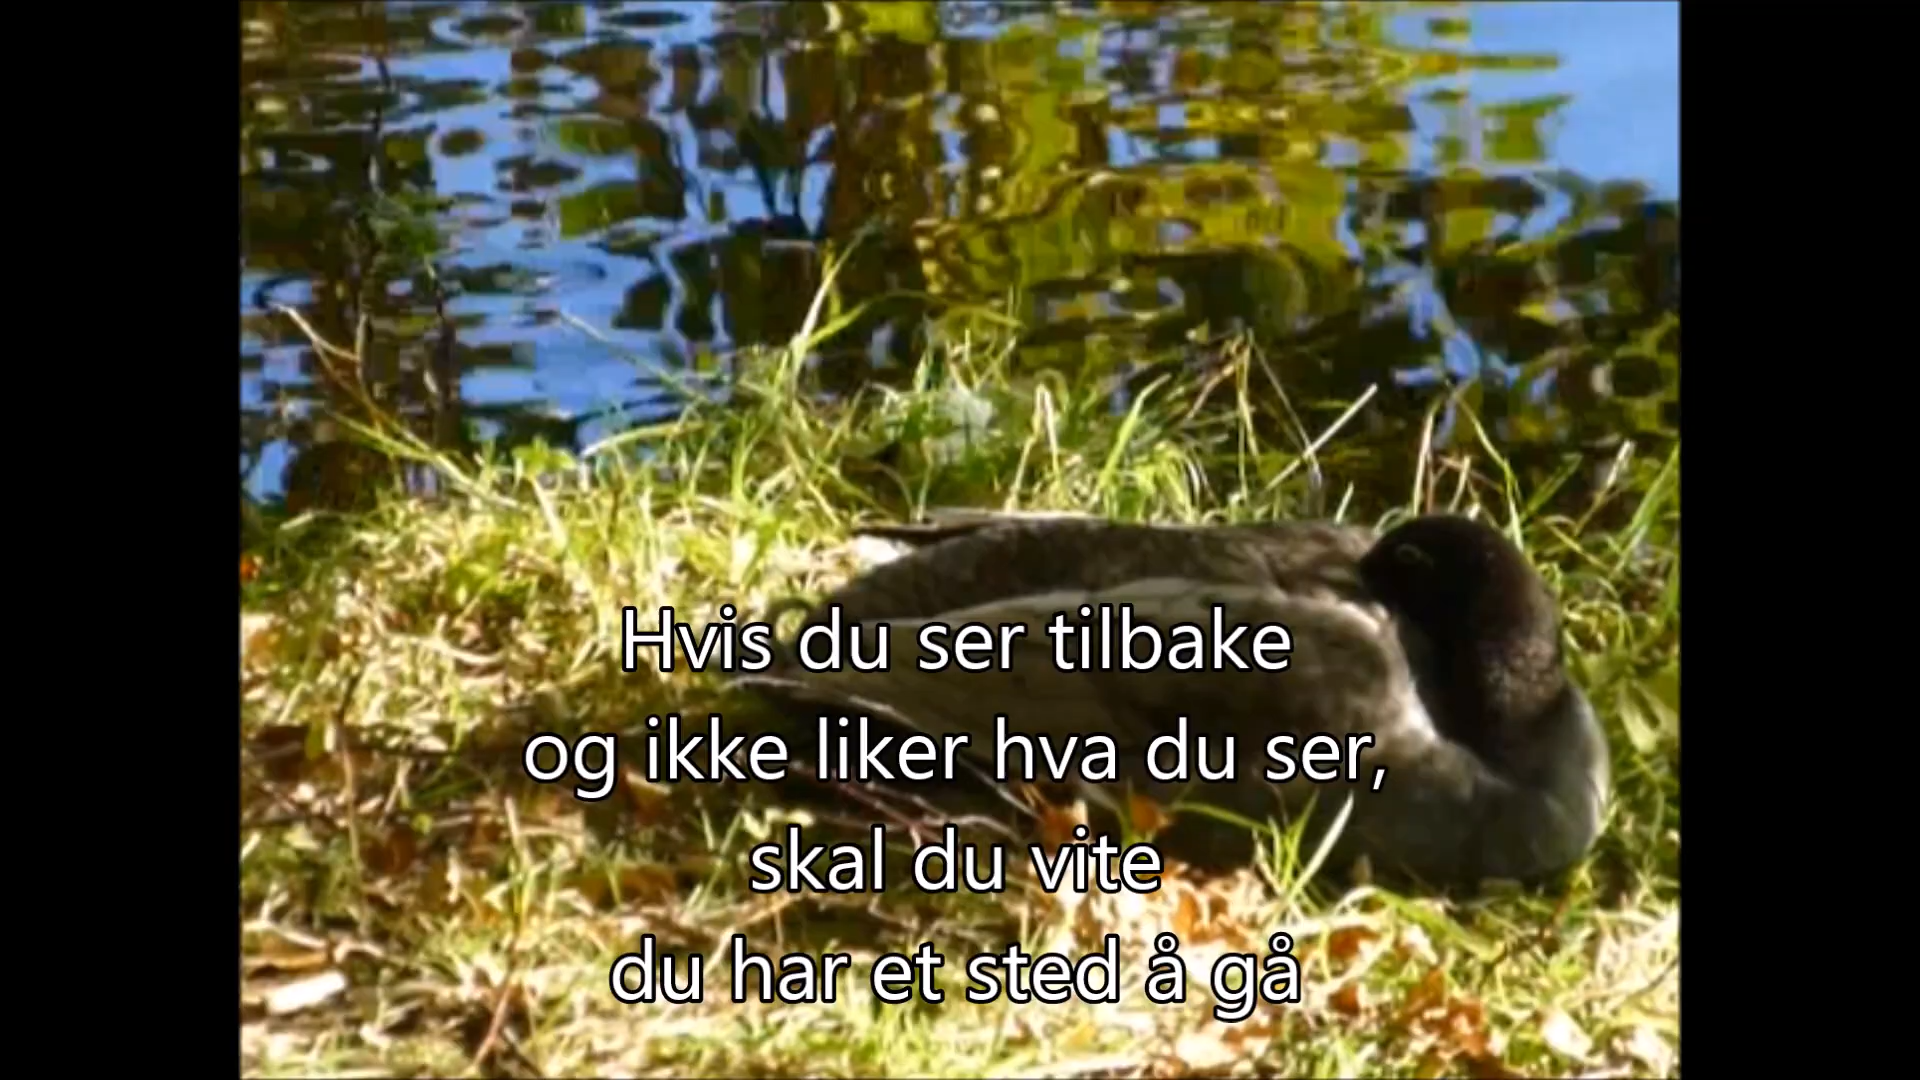 Hvis du ser tilbake
og ikke liker hva du ser,
skal du vite
du har et sted å gå